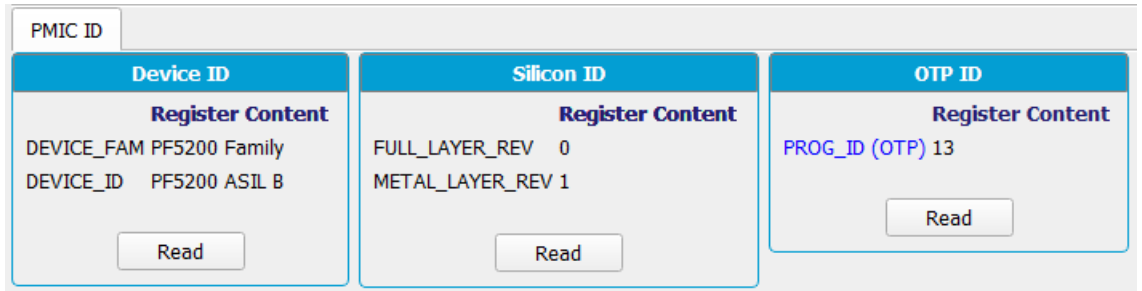 PMIC ID
Device ID
Register Content
DEVICE_FAM PF5200 Family
DEVICE_ID PF5200 ASIL B
Read
Silicon ID
Register Content
FULL_LAYER_REV 0
METAL_LAYER_REV 1
Read
OTP ID
Register Content
PROG_ID (OTP) 13
Read